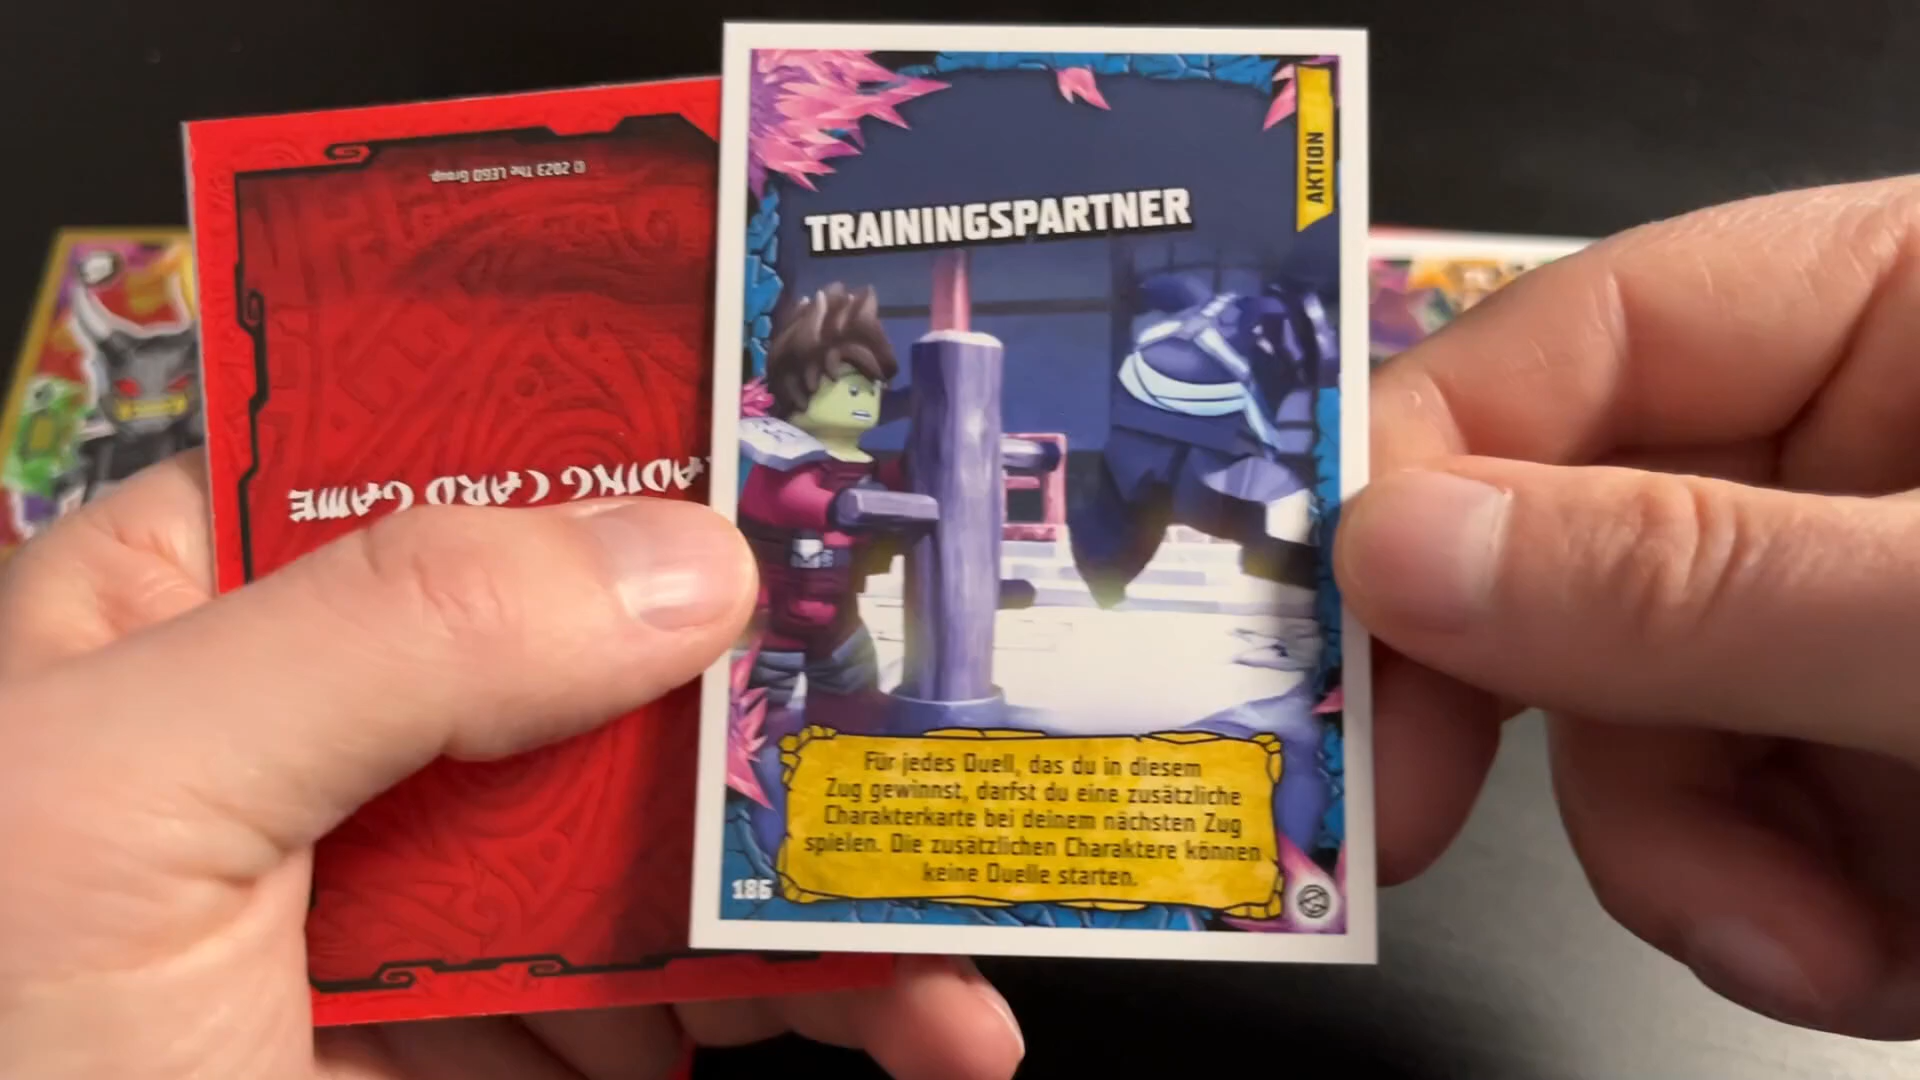 © 2023 The LEGO Group.
ADING CARD GAME
AKTION
TRAININGSPARTNER
Für jedes Duell, das du in diesem
Zug gewinnst, darfst du eine zusätzliche
Charakterkarte bei deinem nächsten Zug
spielen. Die zusätzlichen Charaktere können
keine Duelle starten.
186